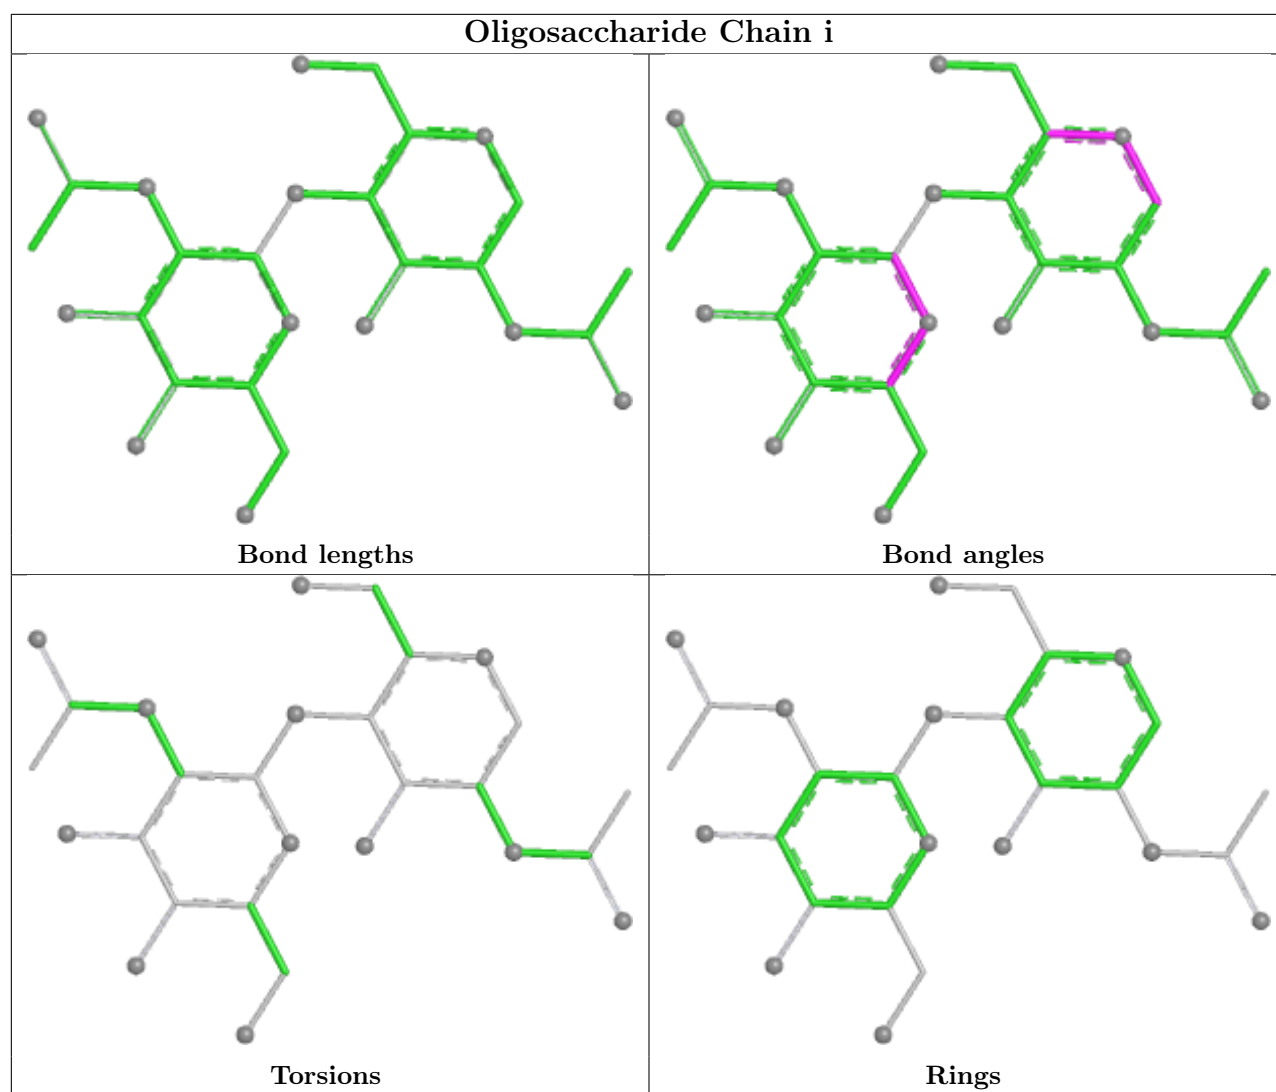 Oligosaccharide Chain i
Bond lengths
Bond angles
Torsions
Rings